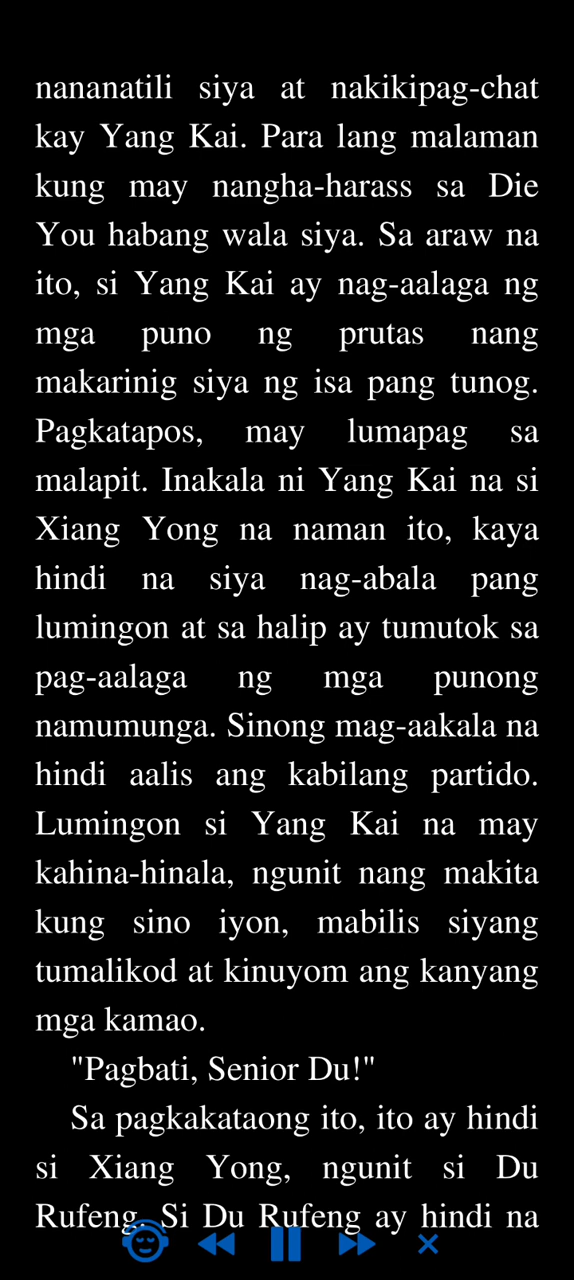 nananatili siya at nakikipag-chat
kay Yang Kai. Para lang malaman
kung may nangha-harass sa Die
You habang wala siya. Sa araw na
ito, si Yang Kai ay nag-aalaga ng
mga puno ng prutas nang
makarinig siya ng isa pang tunog.
Pagkatapos, may lumapag sa
malapit. Inakala ni Yang Kai na si
Xiang Yong na naman ito, kaya
hindi na siya nag-abala pang
lumingon at sa halip ay tumutok sa
pag-aalaga ng mga punong
namumunga. Sinong mag-aakala na
hindi aalis ang kabilang partido.
Lumingon si Yang Kai na may
kahina-hinala, ngunit nang makita
kung sino iyon, mabilis siyang
tumalikod at kinuyom ang kanyang
mga kamao.
"Pagbati, Senior Du!"
Sa pagkakataong ito, ito ay hindi
si Xiang Yong, ngunit si Du
Rufeng. Si Du Rufeng ay hindi na